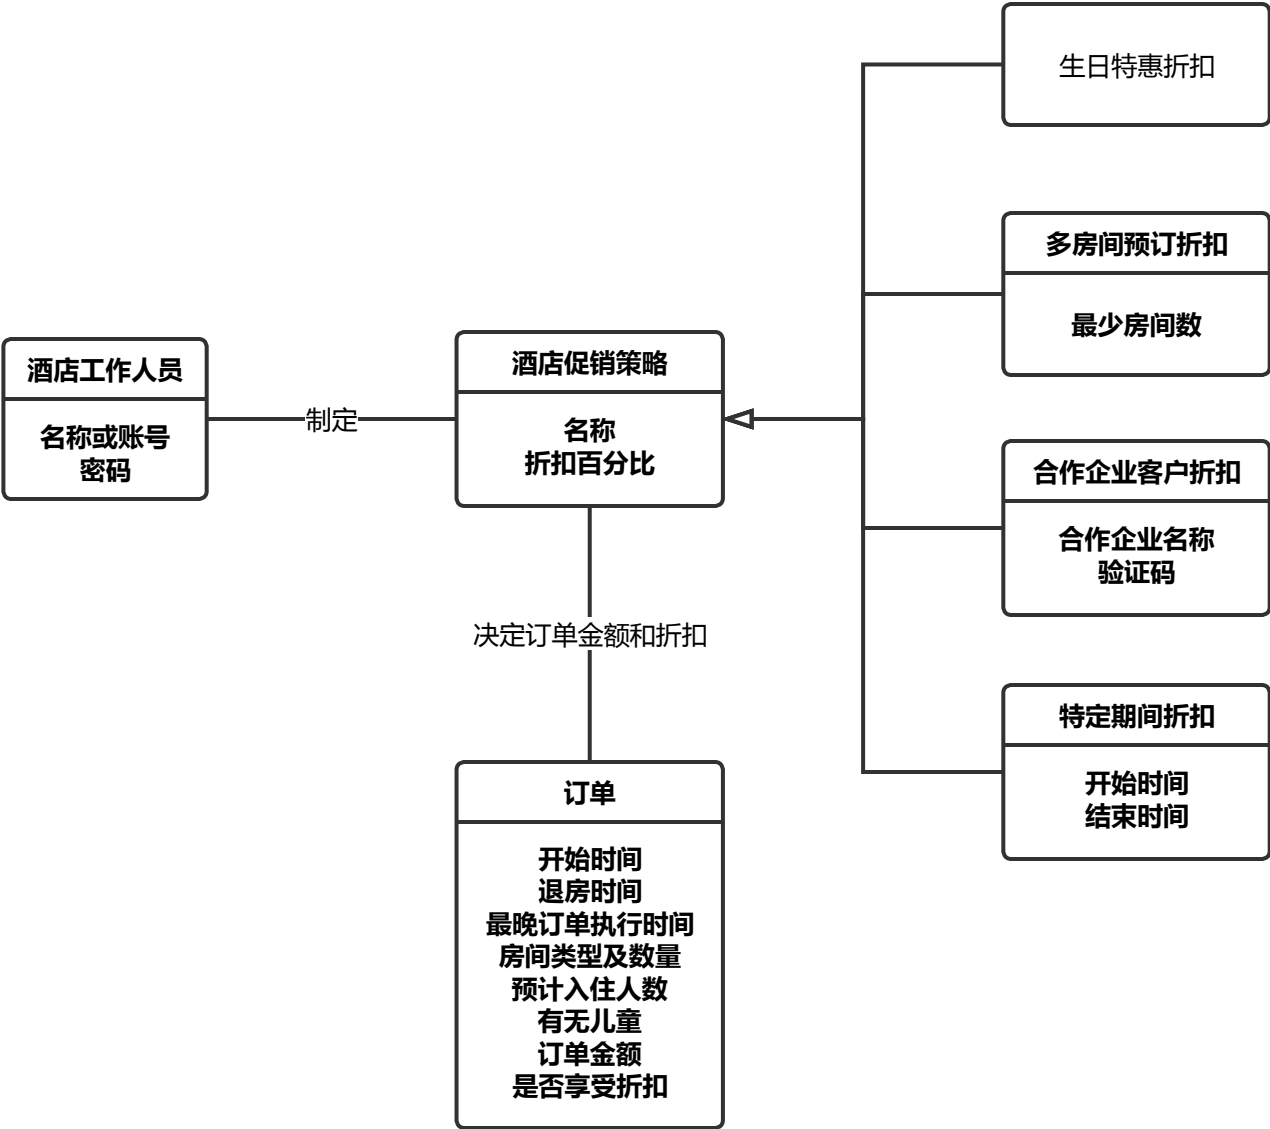 生日特惠折扣
多房间预订折扣
最少房间数
酒店工作人员
名称或账号
密码
制定
酒店促销策略
名称
折扣百分比
合作企业客户折扣
合作企业名称
验证码
决定订单金额和折扣
特定期间折扣
开始时间
结束时间
订单
开始时间
退房时间
最晚订单执行时间
房间类型及数量
预计入住人数
有无儿童
订单金额
是否享受折扣